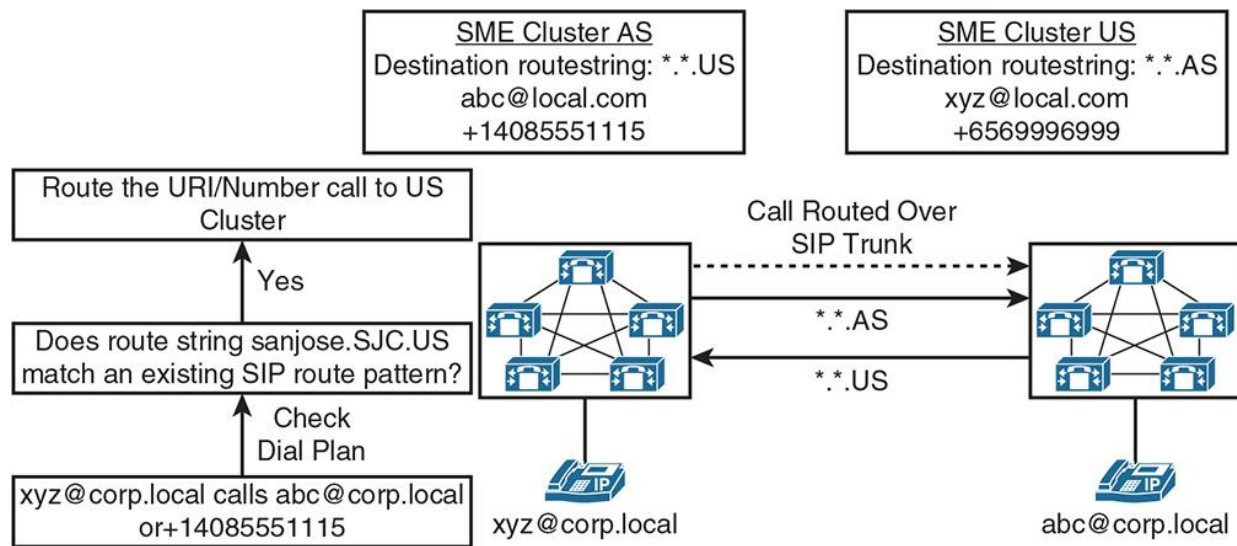 SME Cluster AS
Destination routestring: *.*.US
abc@local.com
+14085551115
SME Cluster US
Destination routestring: *.*.AS
xyz@local.com
+6569996999
Route the URI/Number call to US
Cluster
Yes
Does route string sanjose.SJC.US
match an existing SIP route pattern?
Check
Dial Plan
xyz@corp.local calls abc@corp.local
or+14085551115
Call Routed Over
SIP Trunk
*.*.AS
*.*.US
IP
xyz@corp.local
IP
abc@corp.local